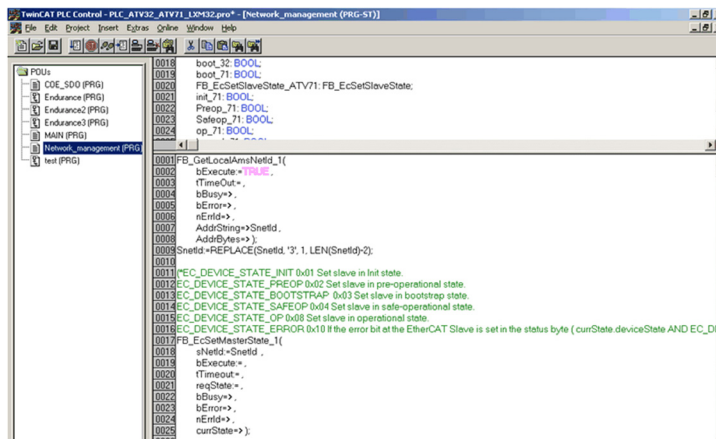 TwinCAT PLC Control - PLC_ATV32_ATV71_LXM32.pro* - [Network_management (PRG-ST)]
File Edit Project Insert Extras Online Window Help
POUs
COE_SDO (PRG)
Endurance (PRG)
Endurance2 (PRG)
Endurance3 (PRG)
MAIN (PRG)
Network_management (PRG
test (PRG)
0018 boot_32: BOOL;
0019 boot_71: BOOL;
0020 FB_EcSetSlaveState_ATV71: FB_EcSetSlaveState;
0021 init_71: BOOL;
0022 Preop_71: BOOL;
0023 Safeop_71: BOOL;
0024 op_71: BOOL;
0001 FB_GetLocalAmsNetId_1(
0002 bExecute:=TRUE ,
0003 tTimeOut:= ,
0004 bBusy=> ,
0005 bError=> ,
0006 nErrId=> ,
0007 AddrString=>SnetId ,
0008 AddrBytes=> );
0009 SnetId:=REPLACE(SnetId, '3', 1, LEN(SnetId)-2);
0010
0011 (*EC_DEVICE_STATE_INIT 0x01 Set slave in Init state.
0012 EC_DEVICE_STATE_PREOP 0x02 Set slave in pre-operational state.
0013 EC_DEVICE_STATE_BOOTSTRAP 0x03 Set slave in bootstrap state.
0014 EC_DEVICE_STATE_SAFEOP 0x04 Set slave in safe-operational state.
0015 EC_DEVICE_STATE_OP 0x08 Set slave in operational state.
0016 EC_DEVICE_STATE_ERROR 0x10 If the error bit at the EtherCAT Slave is set in the status byte ( currState.deviceState AND EC_D
0017 FB_EcSetMasterState_1(
0018 sNetId:=SnetId ,
0019 bExecute:= ,
0020 tTimeout:= ,
0021 reqState:= ,
0022 bBusy=> ,
0023 bError=> ,
0024 nErrId=> ,
0025 currState=> );